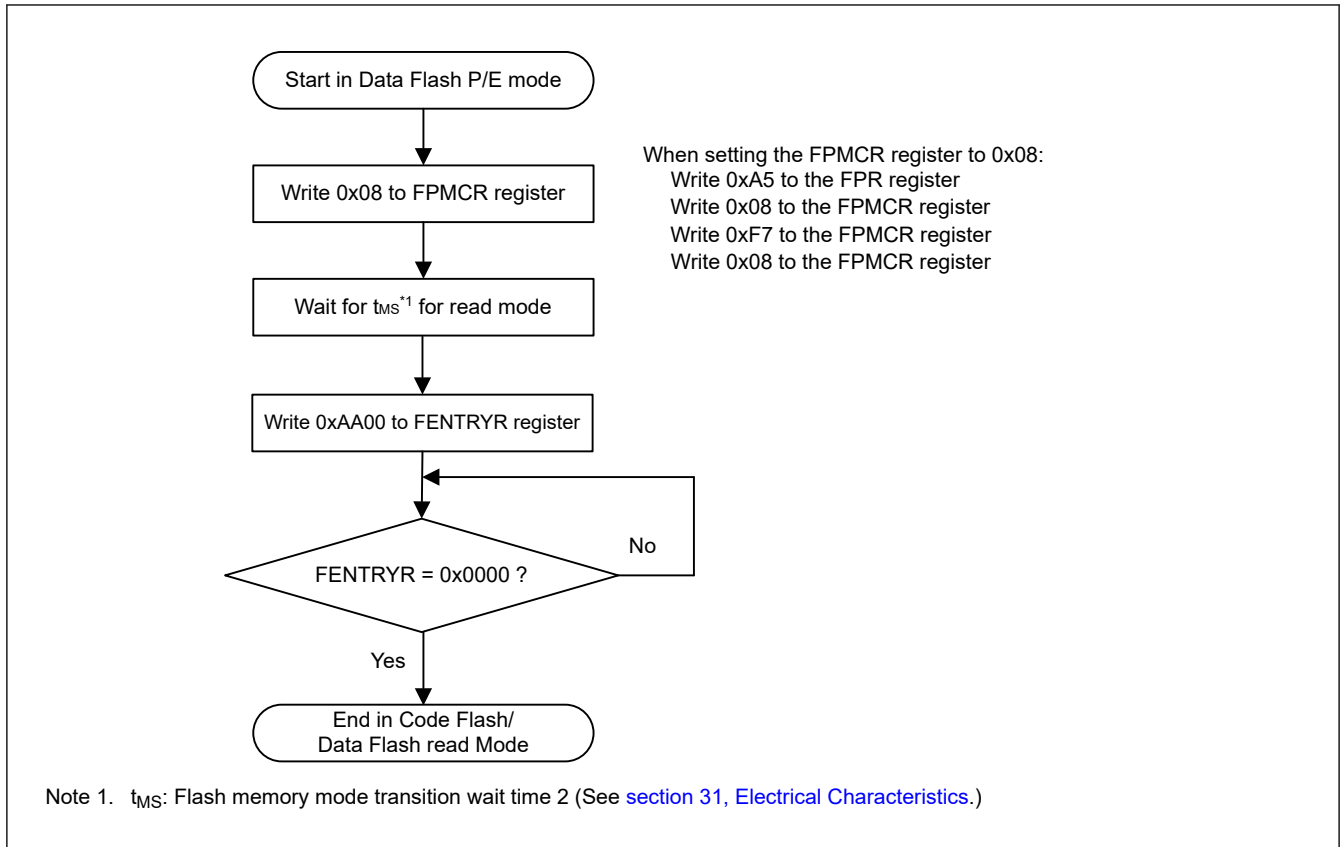 Start in Data Flash P/E mode
Write 0x08 to FPMCR register
When setting the FPMCR register to 0x08:
Write 0xA5 to the FPR register
Write 0x08 to the FPMCR register
Write 0xF7 to the FPMCR register
Write 0x08 to the FPMCR register
Wait for tMS*1 for read mode
Write 0xAA00 to FENTRYR register
FENTRYR = 0x0000 ?
No
Yes
End in Code Flash/
Data Flash read Mode
Note 1. tMS: Flash memory mode transition wait time 2 (See section 31, Electrical Characteristics.)